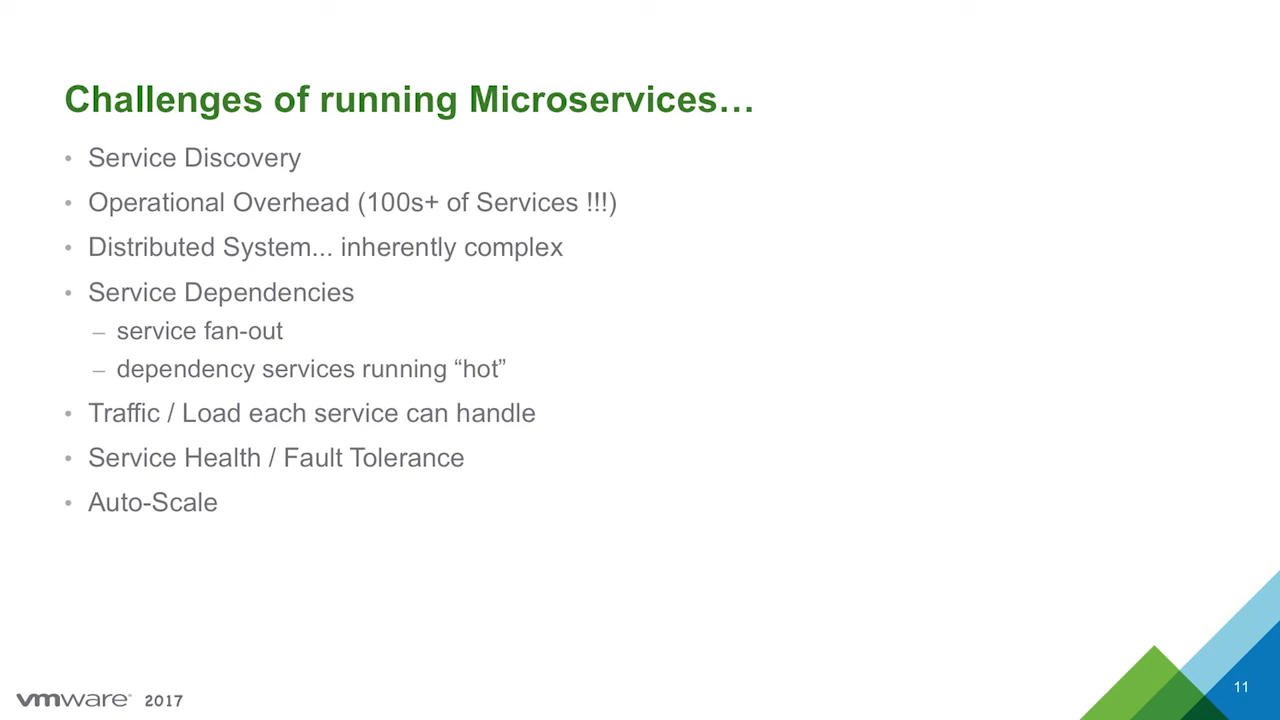 Challenges of running Microservices…
• Service Discovery
• Operational Overhead (100s+ of Services !!!)
• Distributed System... inherently complex
• Service Dependencies
– service fan-out
– dependency services running “hot”
• Traffic / Load each service can handle
• Service Health / Fault Tolerance
• Auto-Scale
vmware® 2017
11